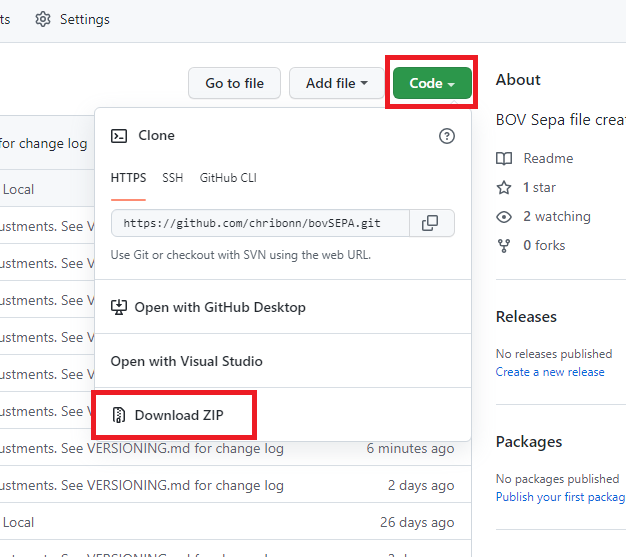 ts
Settings
Go to file
Add file
Code
About
Clone
BOV Sepa file crea
for change log
HTTPS
SSH
GitHub CLI
Readme
Local
1 star
https://github.com/chribonn/bovSEPA.git
2 watching
ustments. See V
Use Git or checkout with SVN using the web URL.
0 forks
ustments. See V
ustments. See V
Open with GitHub Desktop
Releases
ustments. See V
No releases published
Open with Visual Studio
Create a new release
ustments. See V
ustments. See
Download ZIP
Packages
ustments. See VERSIONING.md for change log
6 minutes ago
No packages published
ustments. See VERSIONING.md for change log
2 days ago
Publish your first packag
Local
26 days ago